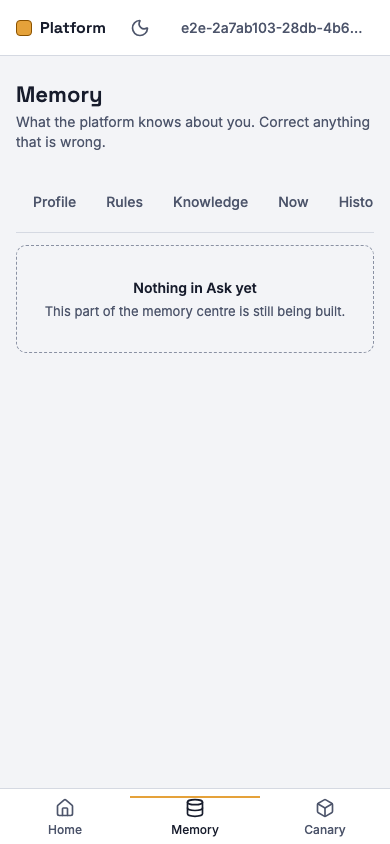 Platform
e2e-2a7ab103-28db-4b6...
Memory
What the platform knows about you. Correct anything
that is wrong.
Profile Rules Knowledge Now Histo
Nothing in Ask yet
This part of the memory centre is still being built.
Home Memory Canary